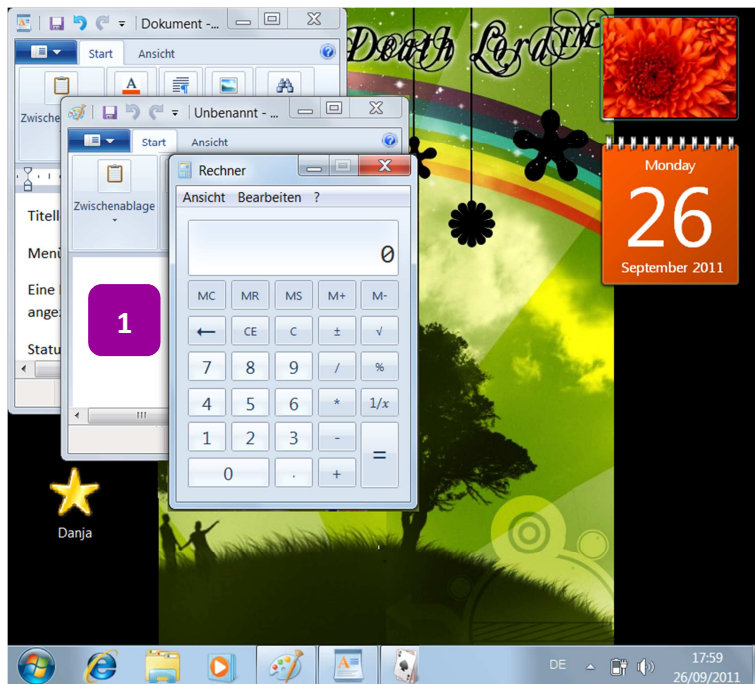 Dokument -...
Start Ansicht
Zwische
Titell
Menü
Eine
ange
Statu
Unbenannt - ...
Start Ansicht
Zwischenablage
1
Rechner
Ansicht Bearbeiten ?
0
MC MR MS M+ M-
← CE C ± √
7 8 9 / %
4 5 6 * 1/x
1 2 3 - =
0 . +
Death Lord™
Monday
26
September 2011
Danja
DE
17:59
26/09/2011